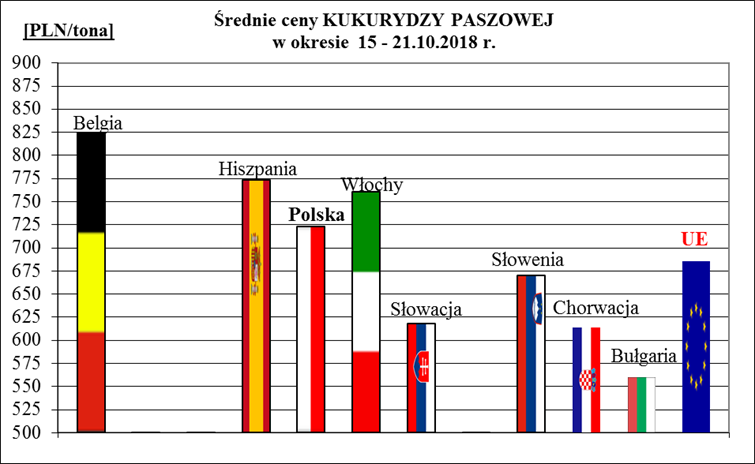 Średnie ceny KUKURYDZY PASZOWEJ
w okresie 15 - 21.10.2018 r.
[PLN/tona]
900
875
850
825
800
775
750
725
700
675
650
625
600
575
550
525
500
Belgia
Hiszpania
Polska
Włochy
Słowacja
Słowenia
Chorwacja
Bułgaria
UE